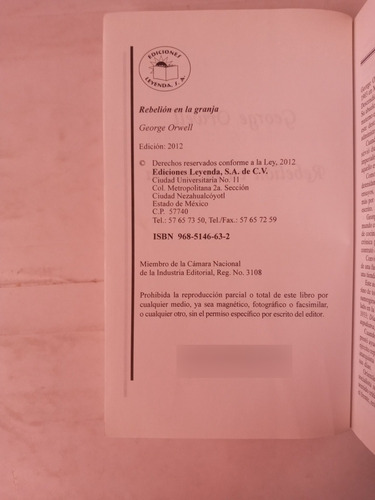 EDICIONES
LEYENDA, S.A.
Rebelión en la granja
George Orwell
Edición: 2012
© Derechos reservados conforme a la Ley, 2012
Ediciones Leyenda, S.A. de C.V.
Ciudad Universitaria No. 11
Col. Metropolitana 2a. Sección
Ciudad Nezahualcóyotl
Estado de México
C.P. 57740
Tel.: 57 65 73 50, Tel./Fax.: 57 65 72 59
ISBN 968-5146-63-2
Miembro de la Cámara Nacional
de la Industria Editorial, Reg. No. 3108
Prohibida la reproducción parcial o total de este libro por
cualquier medio, ya sea magnético, fotográfico o facsimilar,
o cualquier otro, sin el permiso específico por escrito del editor.